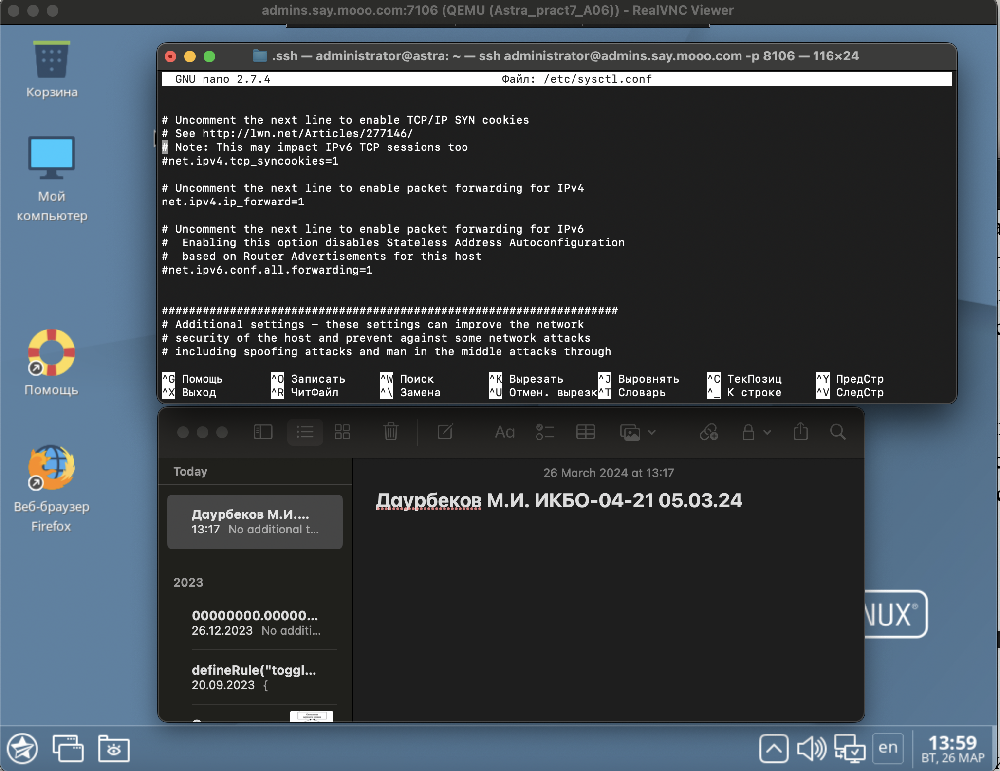 admins.say.mooo.com:7106 (QEMU (Astra_pract7_A06)) - RealVNC Viewer
Корзина
Мой
компьютер
Помощь
Веб-браузер
Firefox
.ssh — administrator@astra: ~ — ssh administrator@admins.say.mooo.com -p 8106 — 116×24
GNU nano 2.7.4 Файл: /etc/sysctl.conf
# Uncomment the next line to enable TCP/IP SYN cookies
# See http://lwn.net/Articles/277146/
# Note: This may impact IPv6 TCP sessions too
#net.ipv4.tcp_syncookies=1
# Uncomment the next line to enable packet forwarding for IPv4
net.ipv4.ip_forward=1
# Uncomment the next line to enable packet forwarding for IPv6
#  Enabling this option disables Stateless Address Autoconfiguration
#  based on Router Advertisements for this host
#net.ipv6.conf.all.forwarding=1
###################################################################
# Additional settings – these settings can improve the network
# security of the host and prevent against some network attacks
# including spoofing attacks and man in the middle attacks through
^G Помощь ^O Записать ^W Поиск ^K Вырезать ^J Выровнять ^C ТекПозиц ^Y ПредСтр
^X Выход ^R ЧитФайл ^\ Замена ^U Отмен. вырезк ^T Словарь ^_ К строке ^V СледСтр
Aa
Today
Даурбеков М.И....
13:17 No additional t...
2023
00000000.00000...
26.12.2023 No additi...
defineRule("toggl...
20.09.2023 {
26 March 2024 at 13:17
Даурбеков М.И. ИКБО-04-21 05.03.24
NUX®
en
13:59
ВТ, 26 МАР